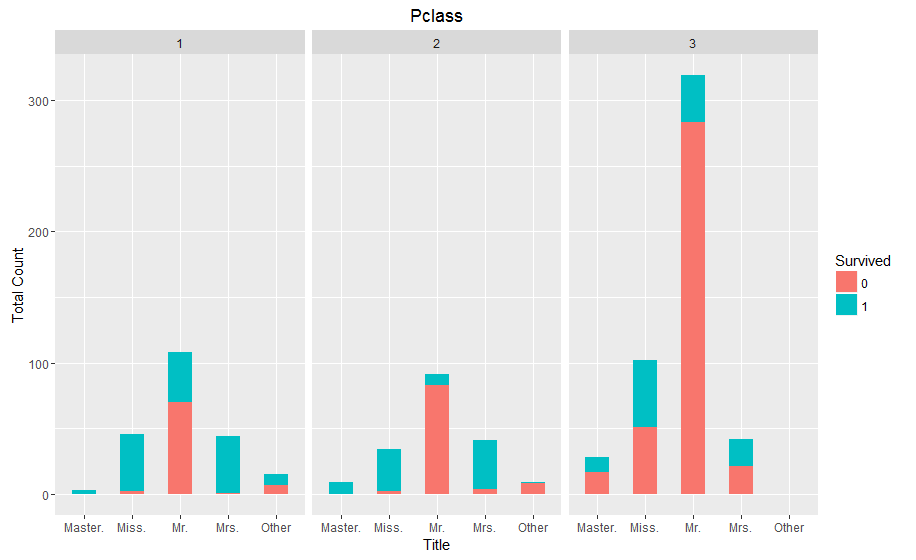 Pclass
1 2 3
300
200
100
0
Total Count
Master. Miss. Mr. Mrs. Other Master. Miss. Mr. Mrs. Other Master. Miss. Mr. Mrs. Other
Title
Survived
0
1